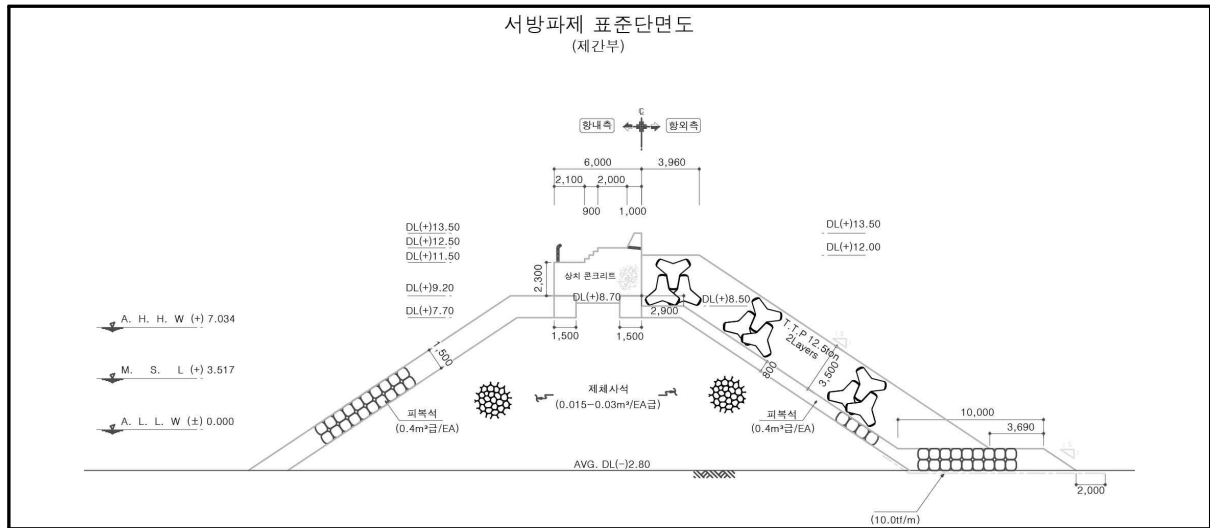 서방파제 표준단면도
(제간부)
항내측
항외측
6,000
3,960
2,100
2,000
900
1,000
DL(+)13.50
DL(+)12.50
DL(+)11.50
DL(+)13.50
DL(+)12.00
2,300
상치 콘크리트
DL(+)9.20
DL(+)8.70
DL(+)8.50
DL(+)7.70
2,900
A. H. H. W (+) 7.034
1,500
1,500
T.T.P 12.5ton
2Layers
1,500
800
3,500
M. S. L (+) 3.517
제체사석
(0.015-0.03m³/EA급)
피복석
(0.4m³급/EA)
피복석
(0.4m³급/EA)
10,000
3,690
A. L. L. W (±) 0.000
AVG. DL(-)2.80
2,000
(10.0tf/m)